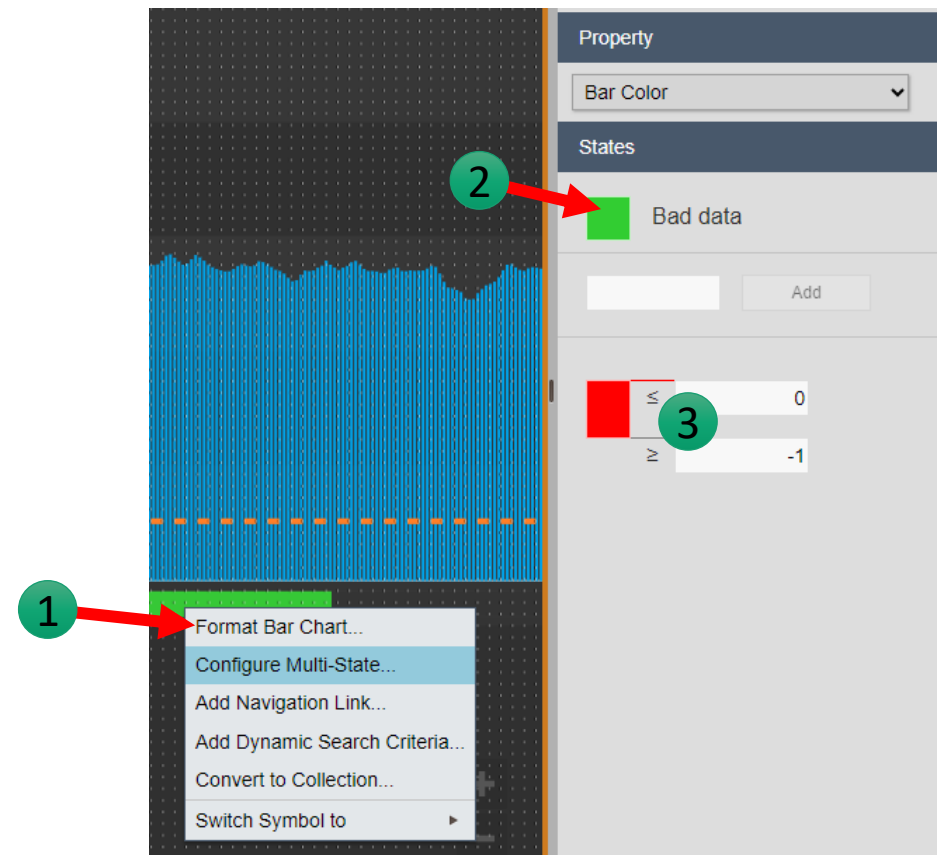 Property
Bar Color
States
2
Bad data
Add
≤ 0
3
≥ -1
1
Format Bar Chart...
Configure Multi-State...
Add Navigation Link...
Add Dynamic Search Criteria...
Convert to Collection...
Switch Symbol to